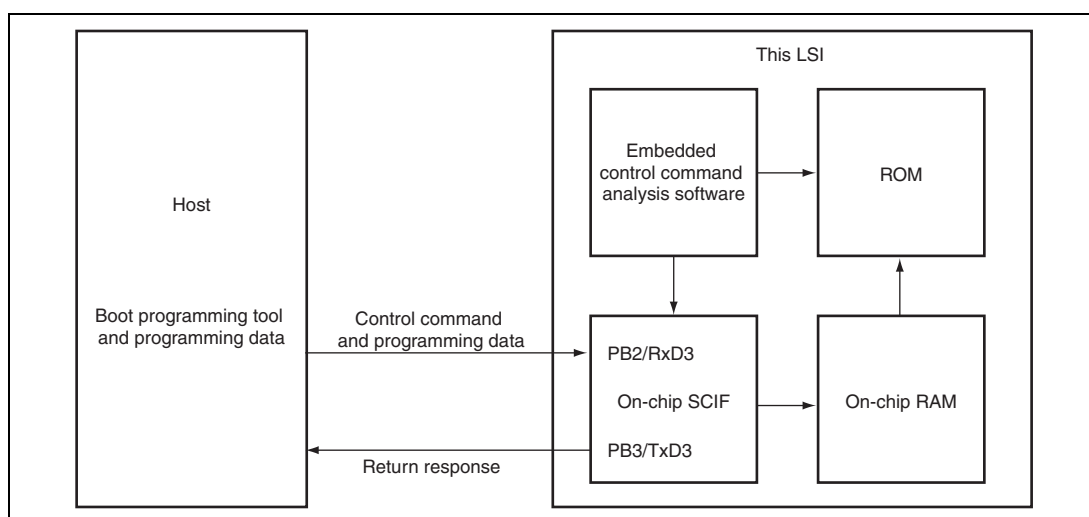 This LSI
Host
Boot programming tool
and programming data
Control command
and programming data
Return response
Embedded
control command
analysis software
ROM
PB2/RxD3
On-chip SCIF
PB3/TxD3
On-chip RAM